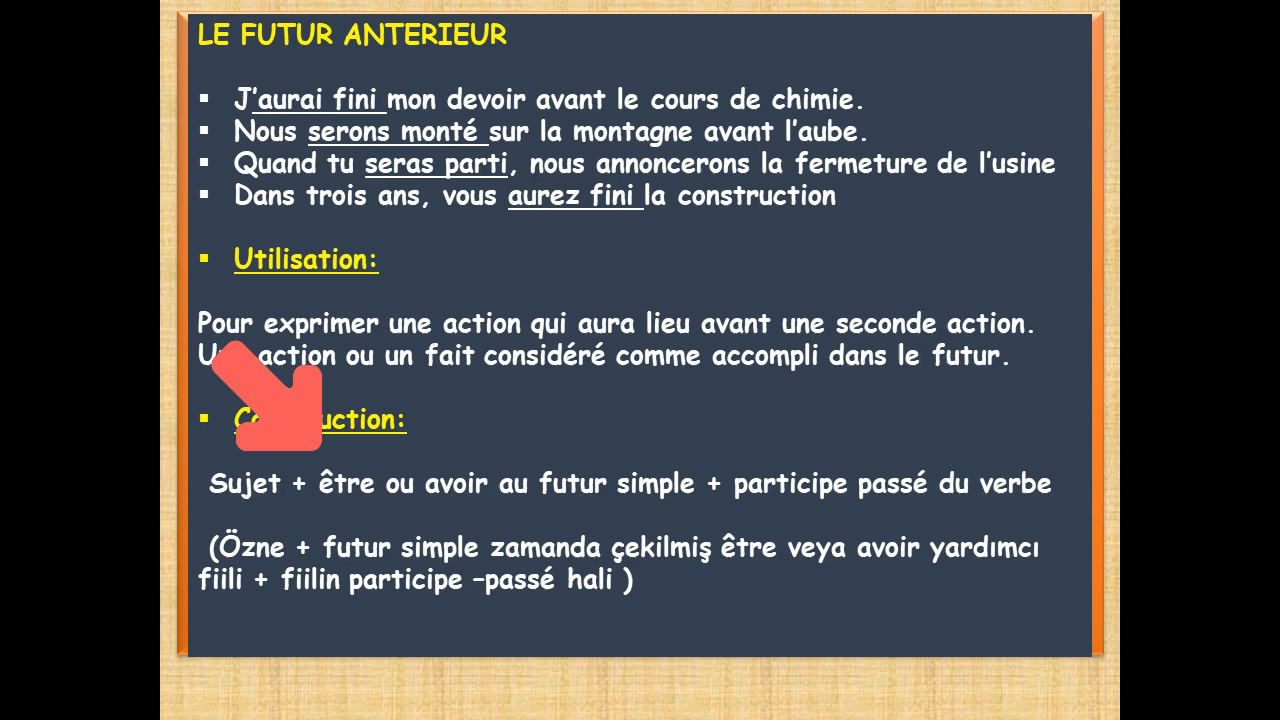 LE FUTUR ANTERIEUR
▪ J'aurai fini mon devoir avant le cours de chimie.
▪ Nous serons monté sur la montagne avant l'aube.
▪ Quand tu seras parti, nous annoncerons la fermeture de l'usine
▪ Dans trois ans, vous aurez fini la construction
▪ Utilisation:
Pour exprimer une action qui aura lieu avant une seconde action.
action ou un fait considéré comme accompli dans le futur.
▪
Sujet + être ou avoir au futur simple + participe passé du verbe
(Özne + futur simple zamanda çekilmiş être veya avoir yardımcı
fiili + fiilin participe –passé hali )